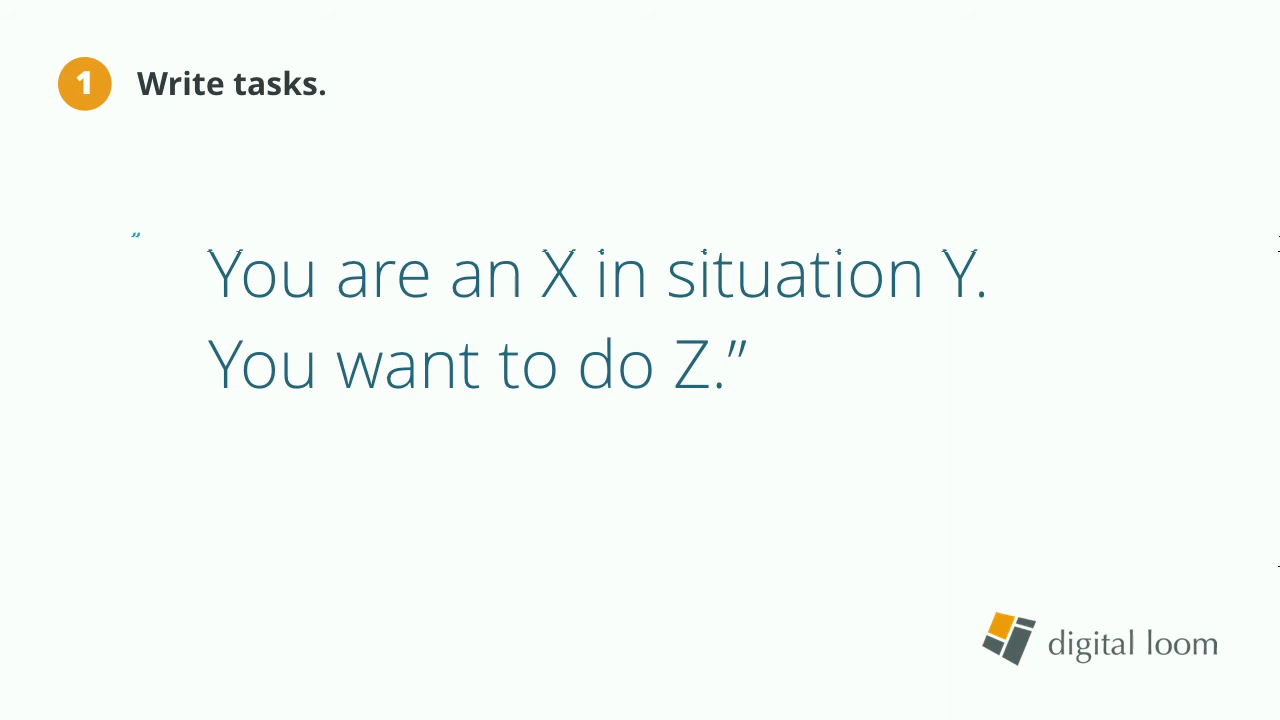 1 Write tasks.
" You are an X in situation Y.
You want to do Z.”
digital loom